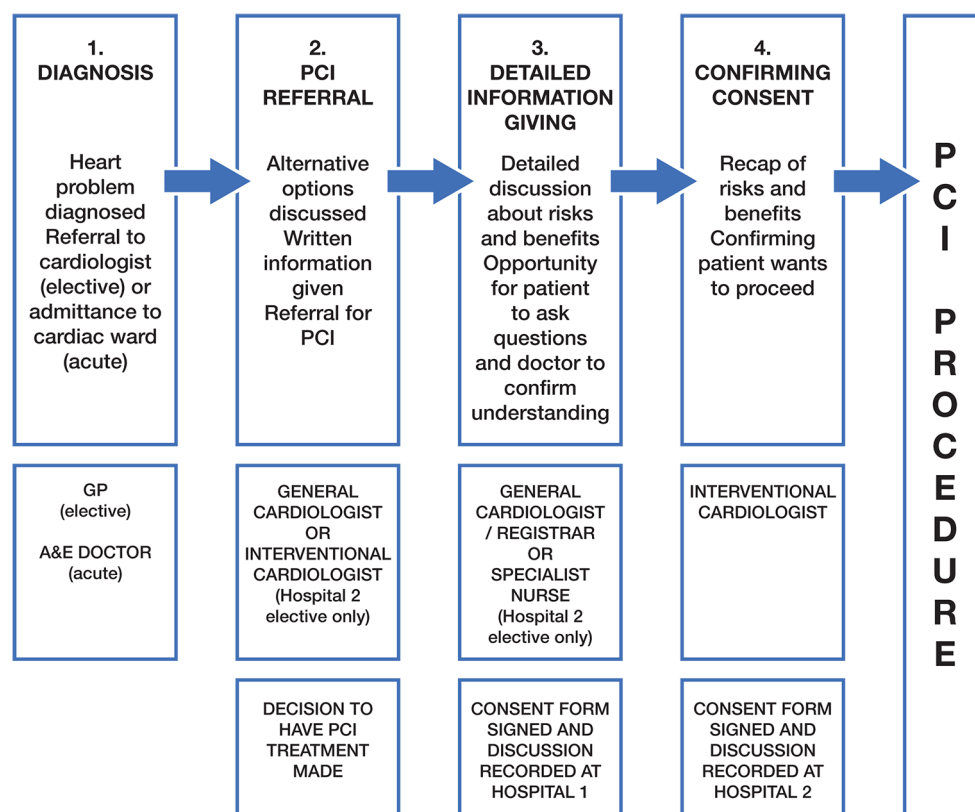 1.
DIAGNOSIS
Heart
problem
diagnosed
Referral to
cardiologist
(elective) or
admittance to
cardiac ward
(acute)
2.
PCI
REFERRAL
Alternative
options
discussed
Written
information
given
Referral for
PCI
3.
DETAILED
INFORMATION
GIVING
Detailed
discussion
about risks
and benefits
Opportunity
for patient
to ask
questions
and doctor to
confirm
understanding
4.
CONFIRMING
CONSENT
Recap of
risks and
benefits
Confirming
patient wants
to proceed
PCI PROCEDURE
GP
(elective)
A&E DOCTOR
(acute)
GENERAL
CARDIOLOGIST
OR
INTERVENTIONAL
CARDIOLOGIST
(Hospital 2
elective only)
GENERAL
CARDIOLOGIST
/ REGISTRAR
OR
SPECIALIST
NURSE
(Hospital 2
elective only)
INTERVENTIONAL
CARDIOLOGIST
DECISION TO
HAVE PCI
TREATMENT
MADE
CONSENT FORM
SIGNED AND
DISCUSSION
RECORDED AT
HOSPITAL 1
CONSENT FORM
SIGNED AND
DISCUSSION
RECORDED AT
HOSPITAL 2